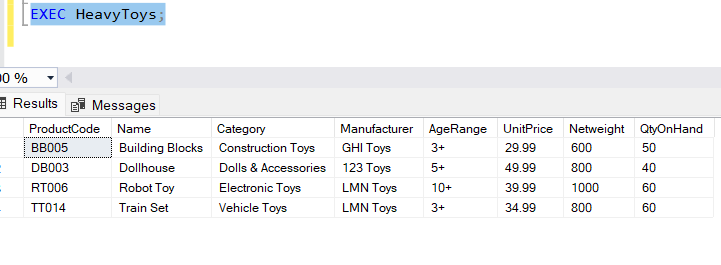 EXEC HeavyToys;
00 %
Results Messages
ProductCode Name Category Manufacturer AgeRange UnitPrice Netweight QtyOnHand
BB005 Building Blocks Construction Toys GHI Toys 3+ 29.99 600 50
DB003 Dollhouse Dolls & Accessories 123 Toys 5+ 49.99 800 40
RT006 Robot Toy Electronic Toys LMN Toys 10+ 39.99 1000 60
TT014 Train Set Vehicle Toys LMN Toys 3+ 34.99 800 60